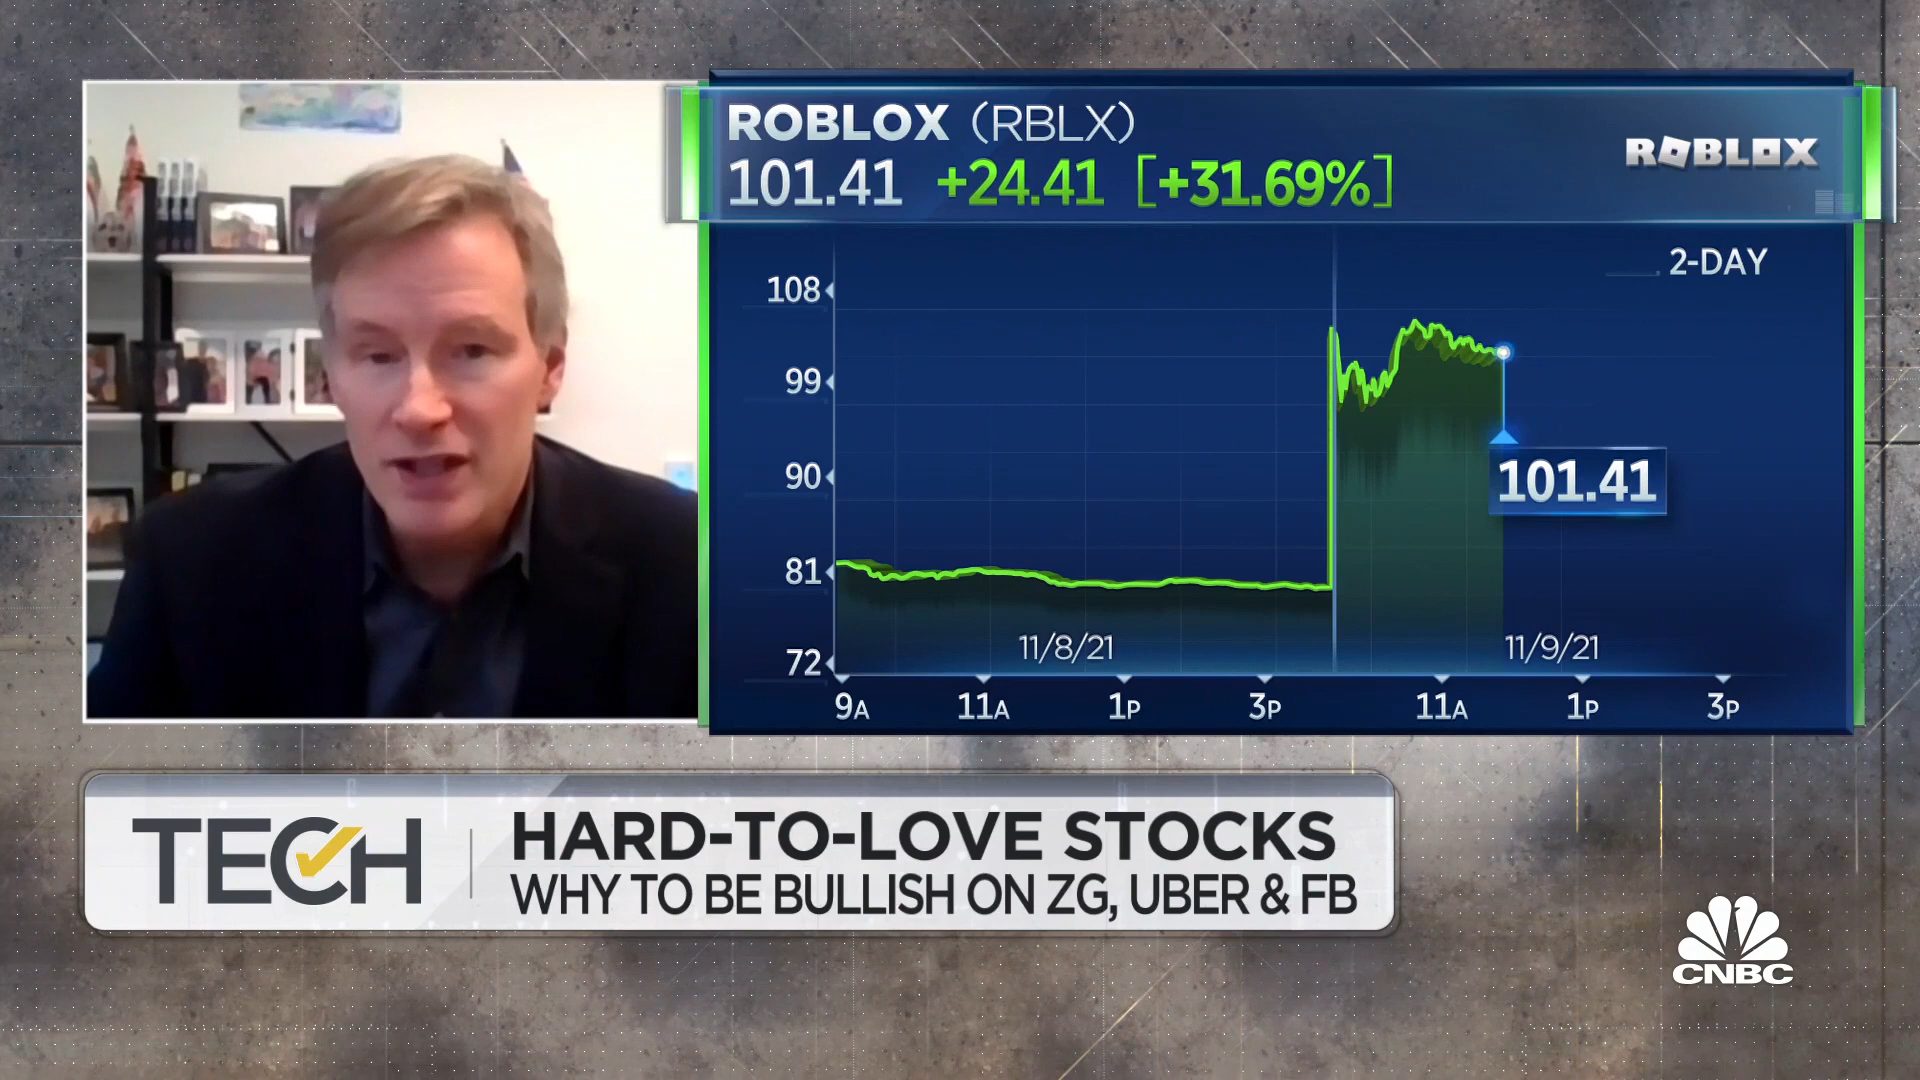 ROBLOX (RBLX)
101.41 +24.41 [+31.69%]
ROBLOX
2-DAY
108
99
90
81
72
101.41
11/8/21
11/9/21
9A 11A 1P 3P 11A 1P 3P
TECH
HARD-TO-LOVE STOCKS
WHY TO BE BULLISH ON ZG, UBER & FB
CNBC